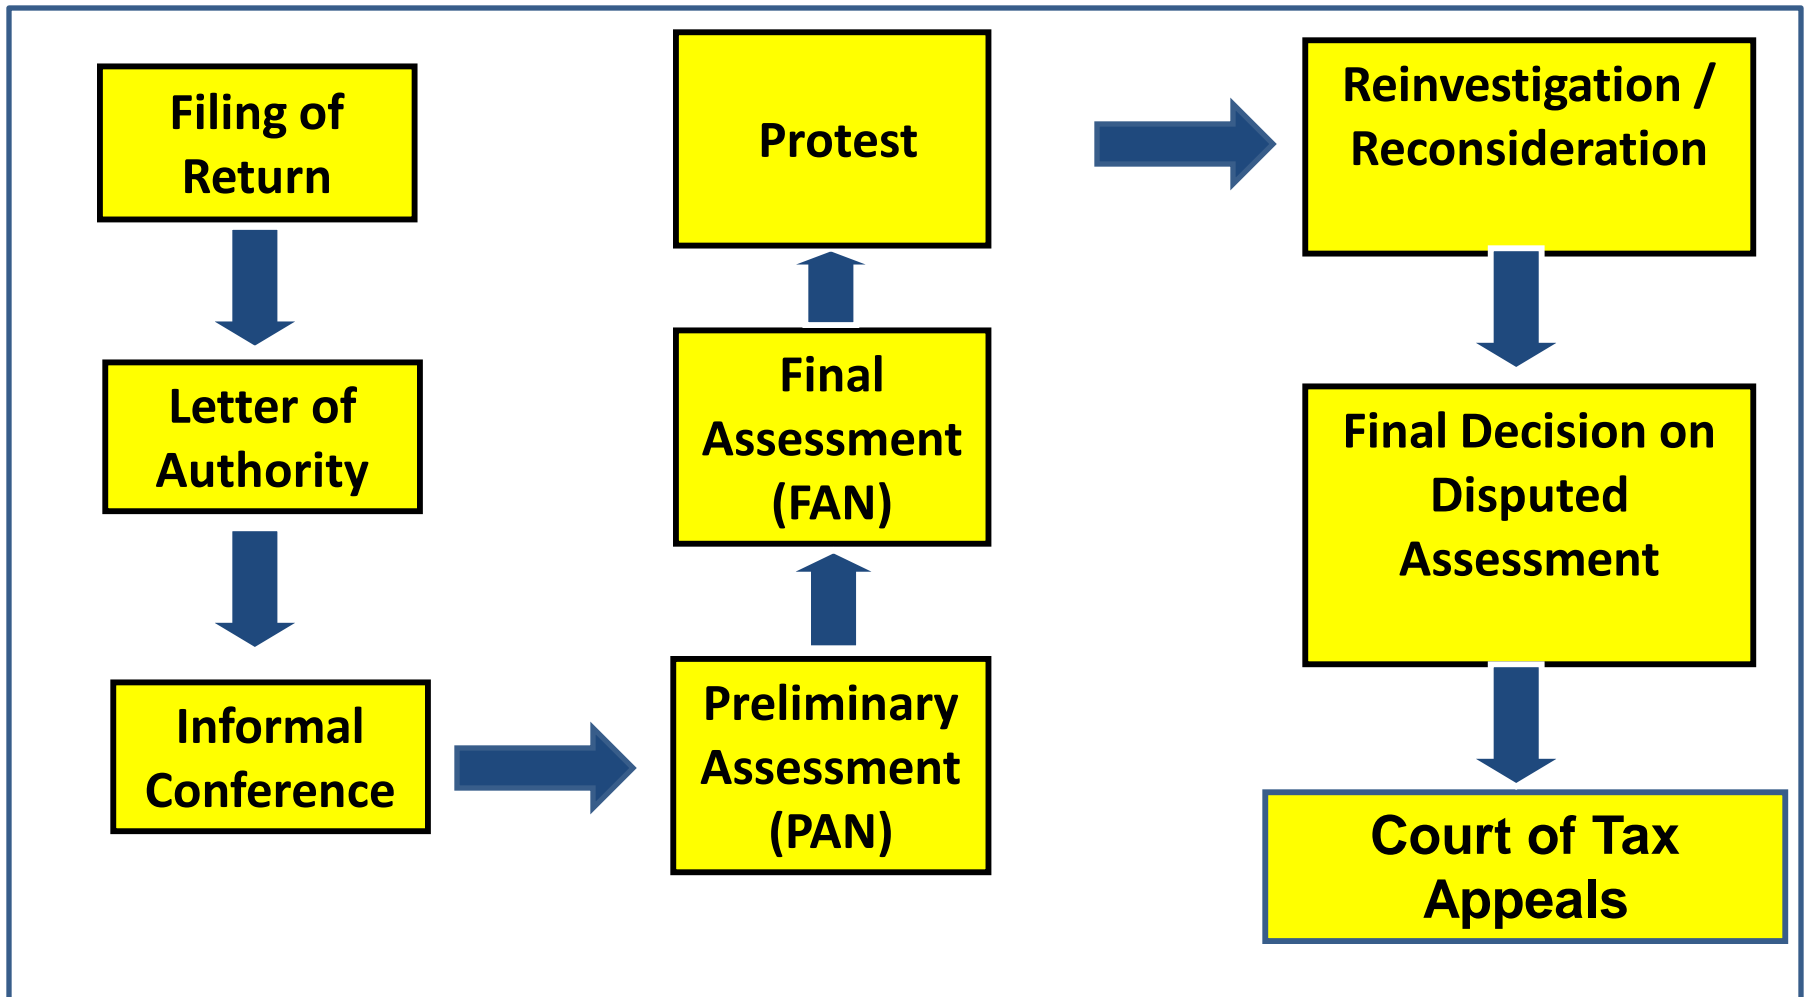 Filing of
Return
Letter of
Authority
Informal
Conference
Preliminary
Assessment
(PAN)
Final
Assessment
(FAN)
Protest
Reinvestigation /
Reconsideration
Final Decision on
Disputed
Assessment
Court of Tax
Appeals